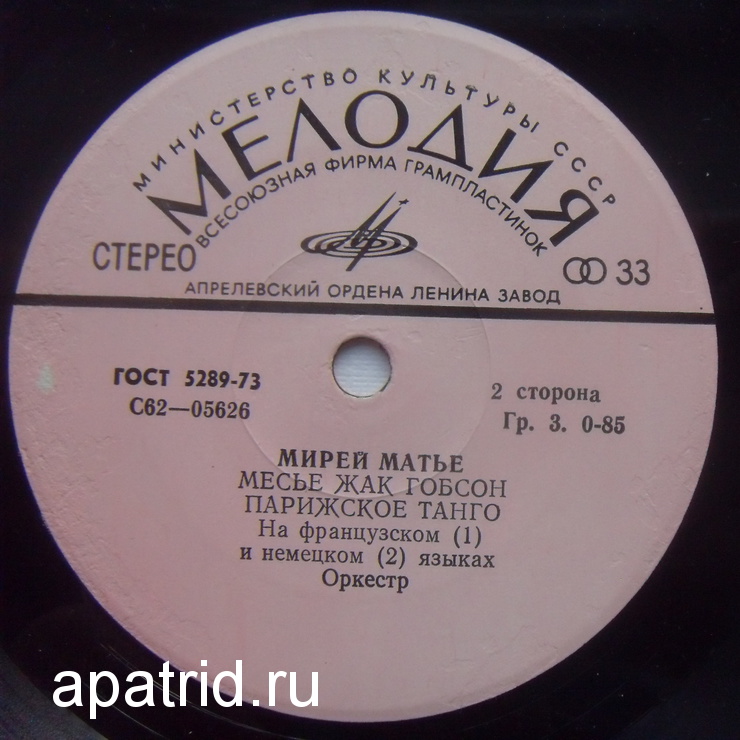 МИНИСТЕРСТВО КУЛЬТУРЫ СССР
МЕЛОДИЯ
ВСЕСОЮЗНАЯ ФИРМА ГРАМПЛАСТИНОК
СТЕРЕО
33
АПРЕЛЕВСКИЙ ОРДЕНА ЛЕНИНА ЗАВОД
ГОСТ 5289-73
С62—05626
2 сторона
Гр. 3. 0-85
МИРЕЙ МАТЬЕ
МЕСЬЕ ЖАК ГОБСОН
ПАРИЖСКОЕ ТАНГО
На французском (1)
и немецком (2) языках
Оркестр
apatrid.ru